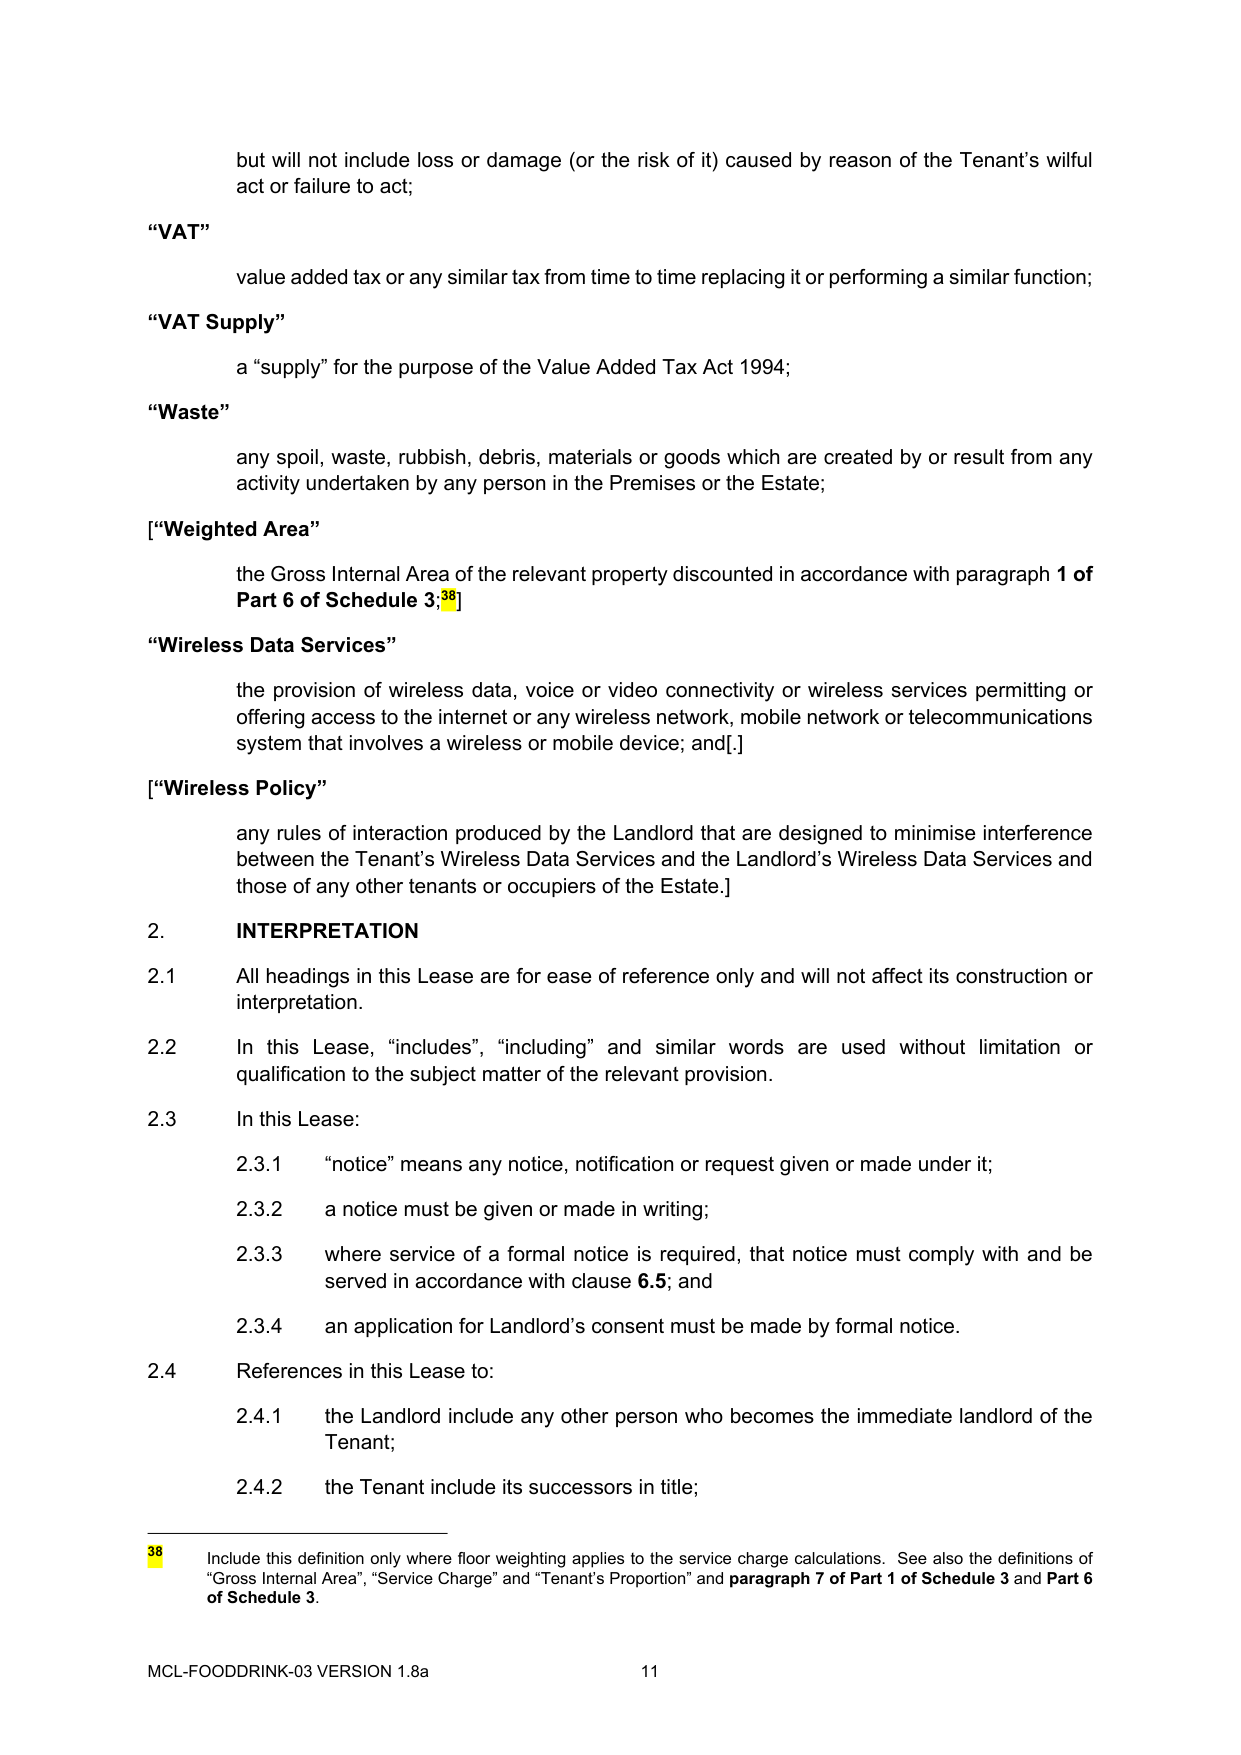 but will not include loss or damage (or the risk of it) caused by reason of the Tenant’s wilful
act or failure to act;
“VAT”
value added tax or any similar tax from time to time replacing it or performing a similar function;
“VAT Supply”
a “supply” for the purpose of the Value Added Tax Act 1994;
“Waste”
any spoil, waste, rubbish, debris, materials or goods which are created by or result from any
activity undertaken by any person in the Premises or the Estate;
[“Weighted Area”
the Gross Internal Area of the relevant property discounted in accordance with paragraph 1 of
Part 6 of Schedule 3;38]
“Wireless Data Services”
the provision of wireless data, voice or video connectivity or wireless services permitting or
offering access to the internet or any wireless network, mobile network or telecommunications
system that involves a wireless or mobile device; and[.]
[“Wireless Policy”
any rules of interaction produced by the Landlord that are designed to minimise interference
between the Tenant’s Wireless Data Services and the Landlord’s Wireless Data Services and
those of any other tenants or occupiers of the Estate.]
2. INTERPRETATION
2.1 All headings in this Lease are for ease of reference only and will not affect its construction or
interpretation.
2.2 In this Lease, “includes”, “including” and similar words are used without limitation or
qualification to the subject matter of the relevant provision.
2.3 In this Lease:
2.3.1 “notice” means any notice, notification or request given or made under it;
2.3.2 a notice must be given or made in writing;
2.3.3 where service of a formal notice is required, that notice must comply with and be
served in accordance with clause 6.5; and
2.3.4 an application for Landlord’s consent must be made by formal notice.
2.4 References in this Lease to:
2.4.1 the Landlord include any other person who becomes the immediate landlord of the
Tenant;
2.4.2 the Tenant include its successors in title;
38 Include this definition only where floor weighting applies to the service charge calculations. See also the definitions of
“Gross Internal Area”, “Service Charge” and “Tenant’s Proportion” and paragraph 7 of Part 1 of Schedule 3 and Part 6
of Schedule 3.
MCL-FOODDRINK-03 VERSION 1.8a 11